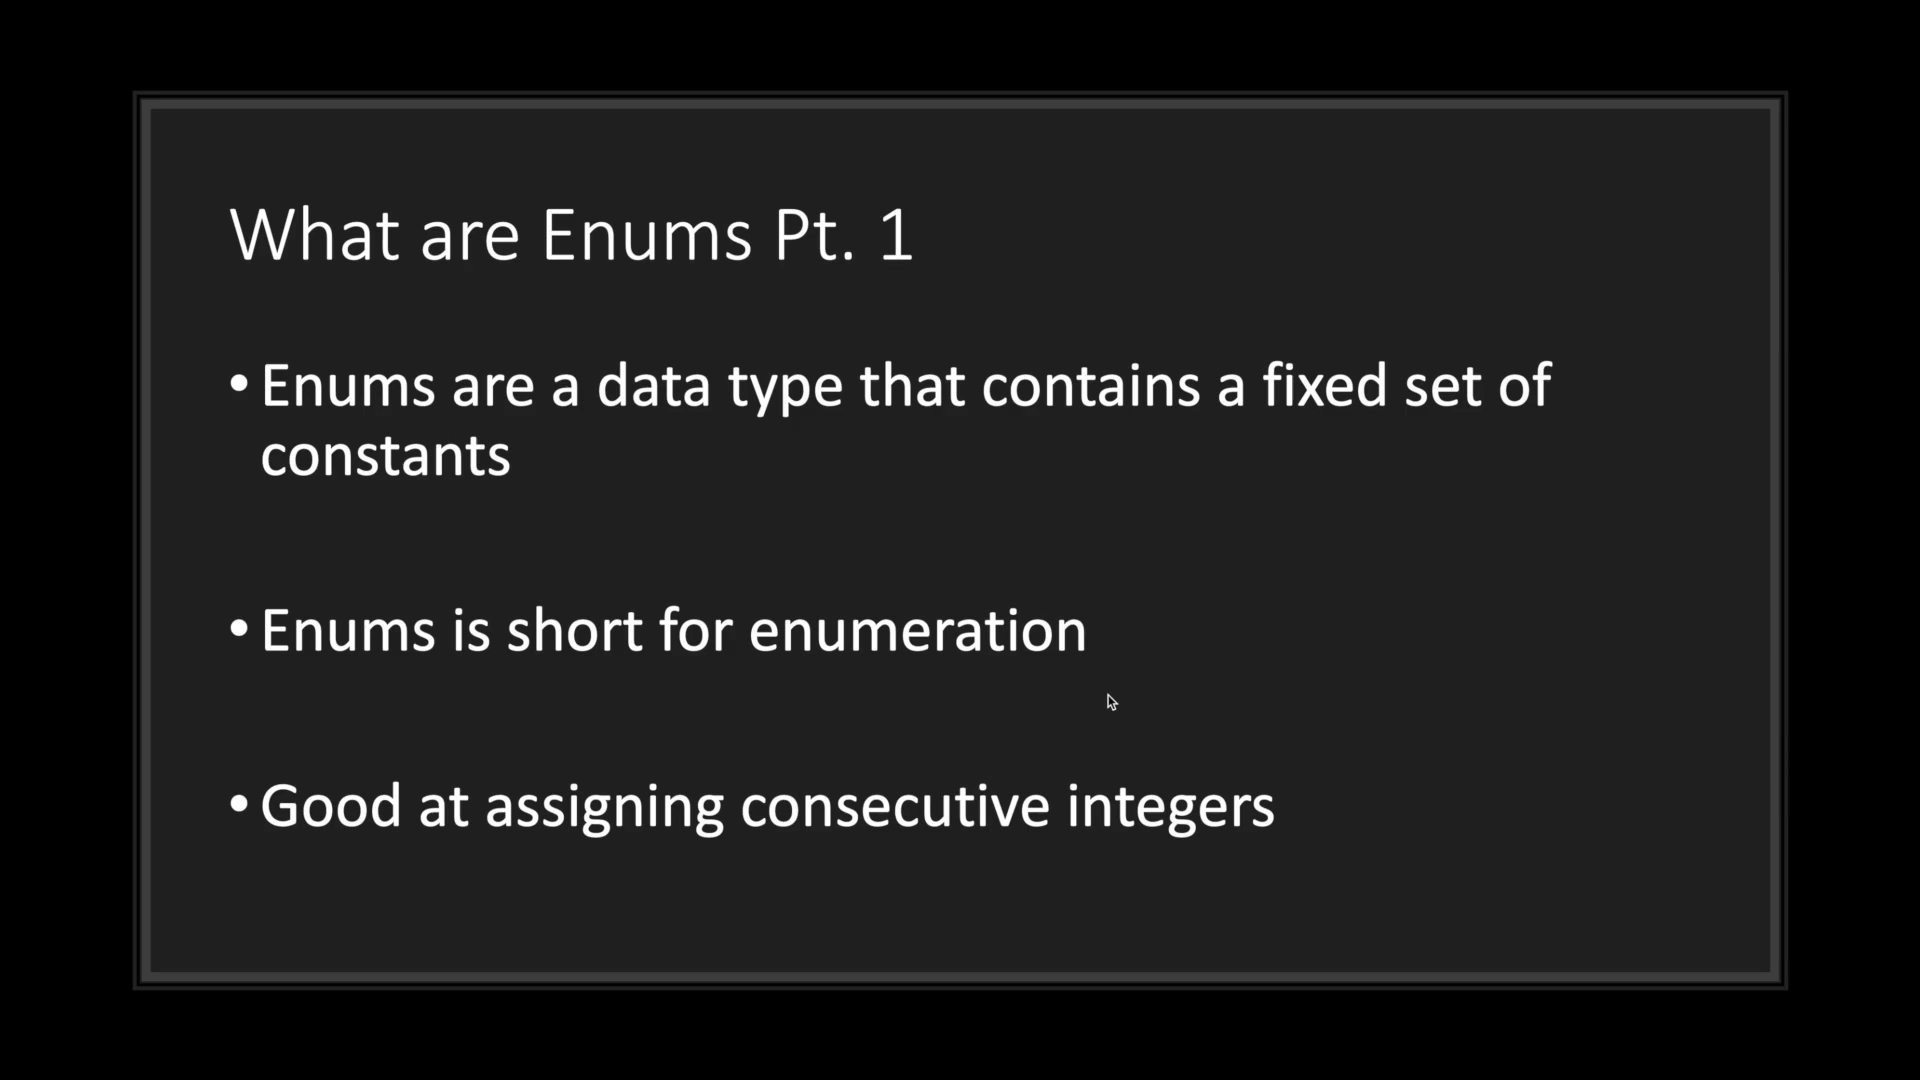 What are Enums Pt. 1
• Enums are a data type that contains a fixed set of
constants
• Enums is short for enumeration
• Good at assigning consecutive integers